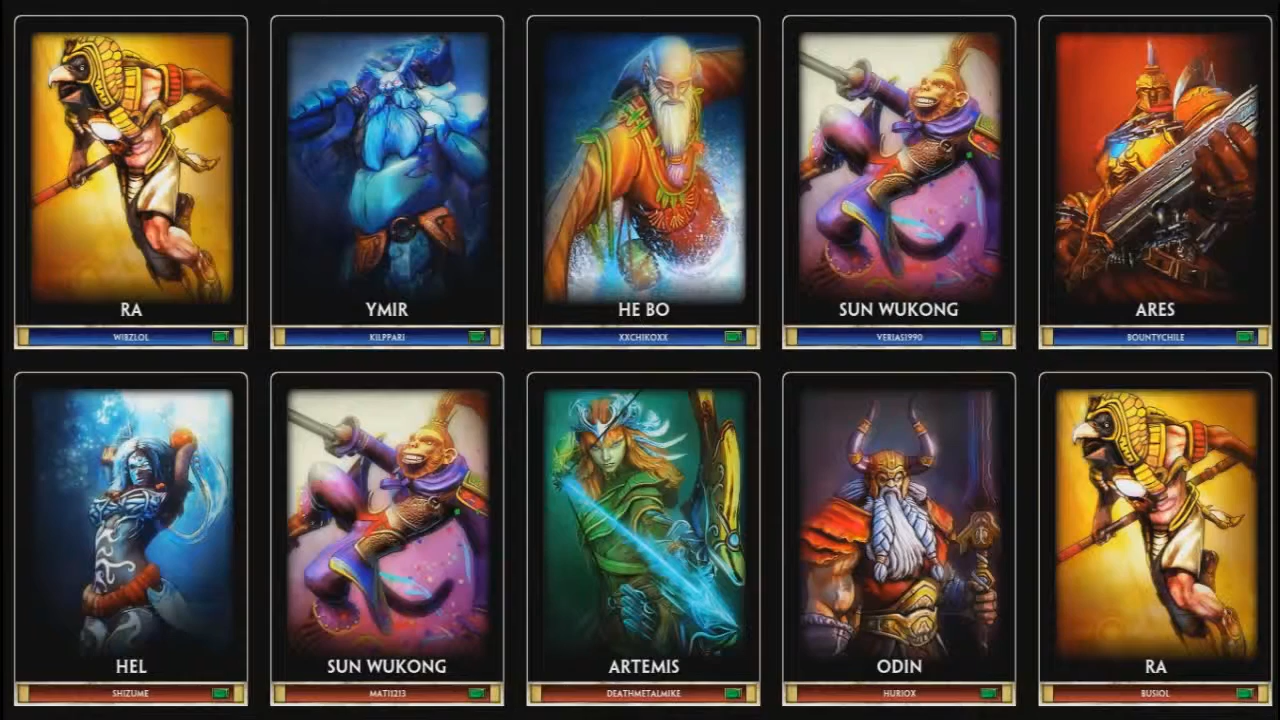 RA
WIBZLOL
YMIR
KILPPARI
HE BO
XXCHIKOXX
SUN WUKONG
VERIAS1990
ARES
BOUNTYCHILE
HEL
SHIZUME
SUN WUKONG
MATI1213
ARTEMIS
DEATHMETALMIKE
ODIN
HURIOX
RA
BUSIOL